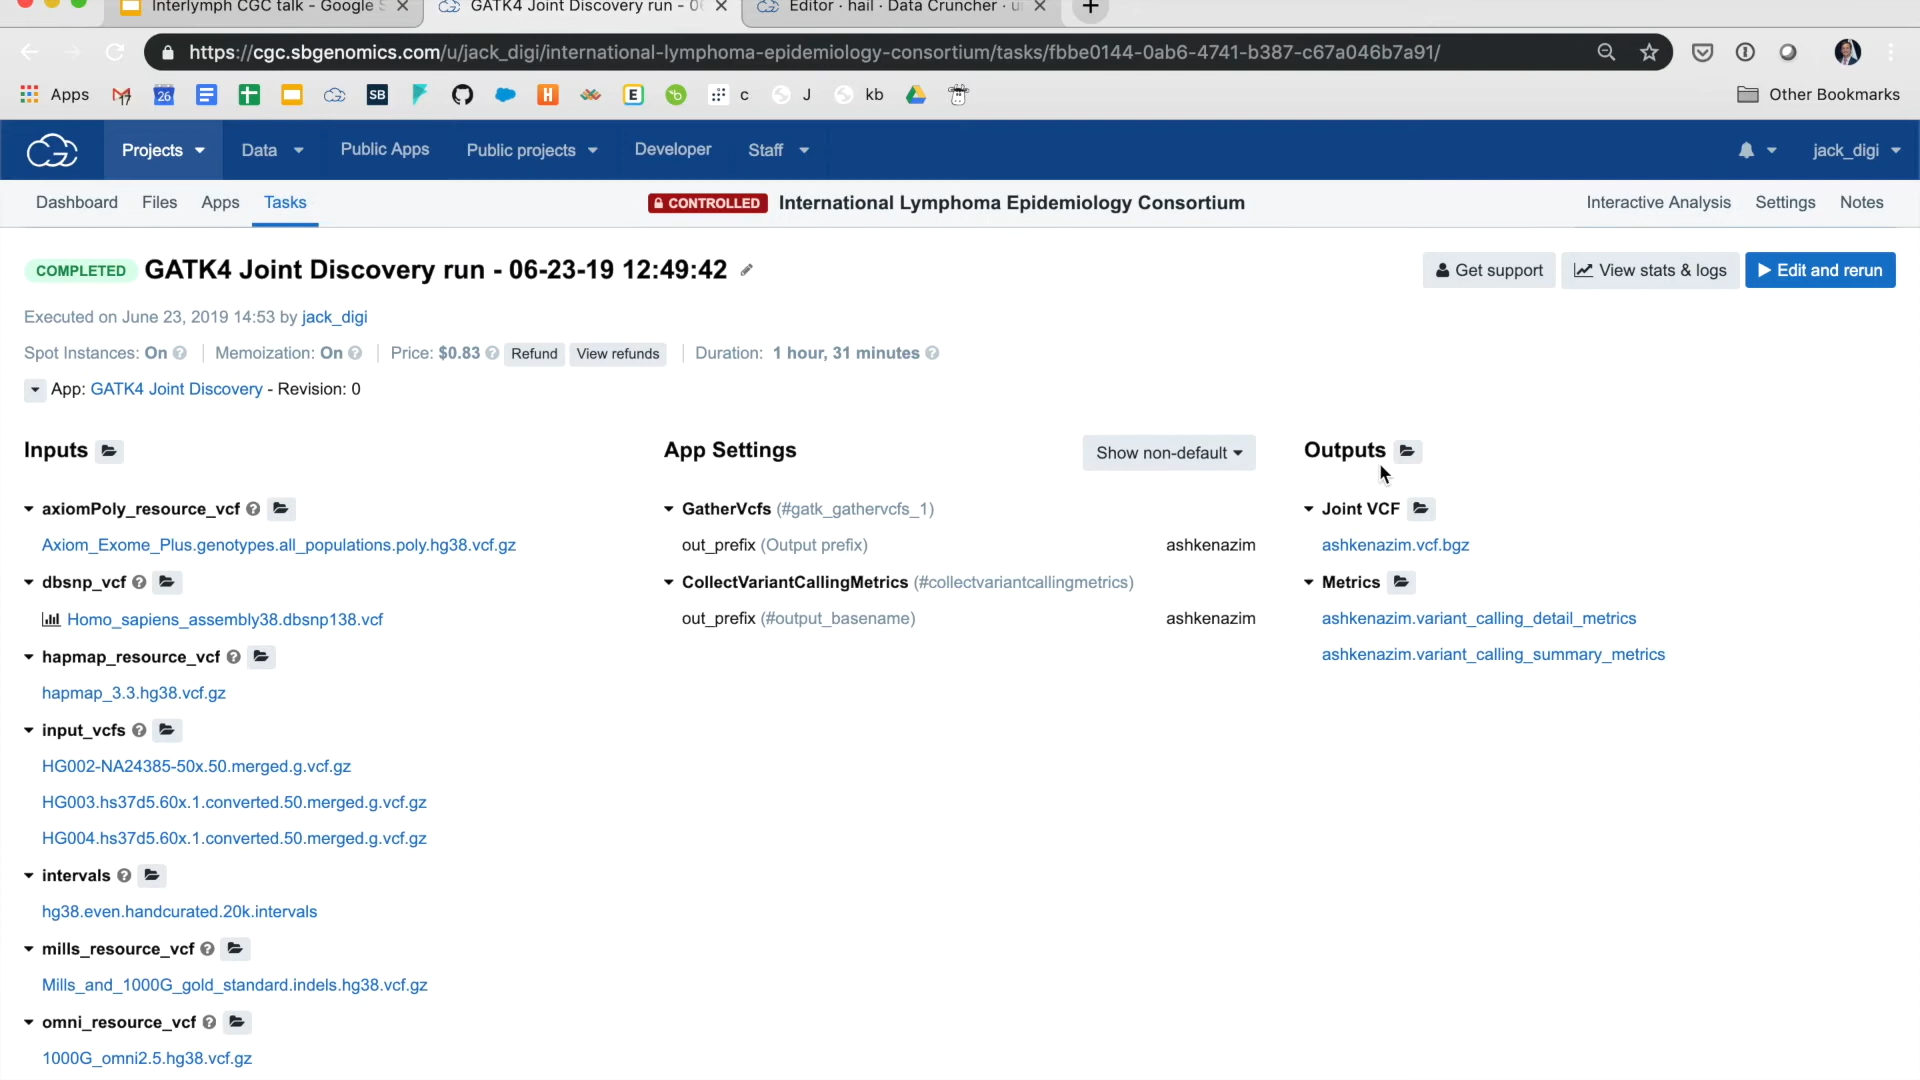 Interlymph CGC talk - Google S
GATK4 Joint Discovery run - 06
Editor · hail · Data Cruncher · u
https://cgc.sbgenomics.com/u/jack_digi/international-lymphoma-epidemiology-consortium/tasks/fbbe0144-0ab6-4741-b387-c67a046b7a91/
Apps 26 SB H E c J kb Other Bookmarks
Projects Data Public Apps Public projects Developer Staff jack_digi
Dashboard Files Apps Tasks CONTROLLED International Lymphoma Epidemiology Consortium Interactive Analysis Settings Notes
COMPLETED GATK4 Joint Discovery run - 06-23-19 12:49:42 Get support View stats & logs Edit and rerun
Executed on June 23, 2019 14:53 by jack_digi
Spot Instances: On Memoization: On Price: $0.83 Refund View refunds Duration: 1 hour, 31 minutes
App: GATK4 Joint Discovery - Revision: 0
Inputs
axiomPoly_resource_vcf
Axiom_Exome_Plus.genotypes.all_populations.poly.hg38.vcf.gz
dbsnp_vcf
Homo_sapiens_assembly38.dbsnp138.vcf
hapmap_resource_vcf
hapmap_3.3.hg38.vcf.gz
input_vcfs
HG002-NA24385-50x.50.merged.g.vcf.gz
HG003.hs37d5.60x.1.converted.50.merged.g.vcf.gz
HG004.hs37d5.60x.1.converted.50.merged.g.vcf.gz
intervals
hg38.even.handcurated.20k.intervals
mills_resource_vcf
Mills_and_1000G_gold_standard.indels.hg38.vcf.gz
omni_resource_vcf
1000G_omni2.5.hg38.vcf.gz
App Settings Show non-default
GatherVcfs (#gatk_gathervcfs_1)
out_prefix (Output prefix) ashkenazim
CollectVariantCallingMetrics (#collectvariantcallingmetrics)
out_prefix (#output_basename) ashkenazim
Outputs
Joint VCF
ashkenazim.vcf.bgz
Metrics
ashkenazim.variant_calling_detail_metrics
ashkenazim.variant_calling_summary_metrics